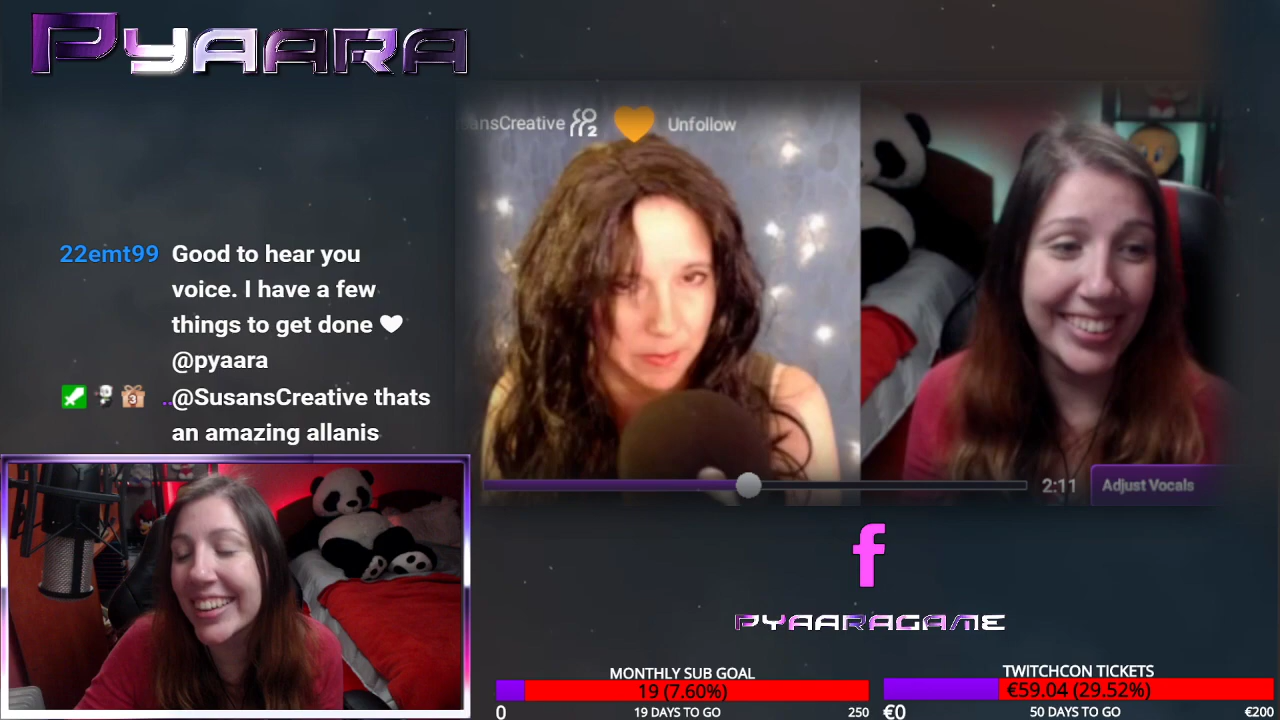 PYAARA
ansCreative 2 Unfollow
22emt99 Good to hear you
voice. I have a few
things to get done
@pyaara
3 ..@SusansCreative thats
an amazing allanis
2:11 Adjust Vocals
f
PYAARAGAME
MONTHLY SUB GOAL
19 (7.60%)
0 19 DAYS TO GO 250
TWITCHCON TICKETS
€59.04 (29.52%)
€0 50 DAYS TO GO €200